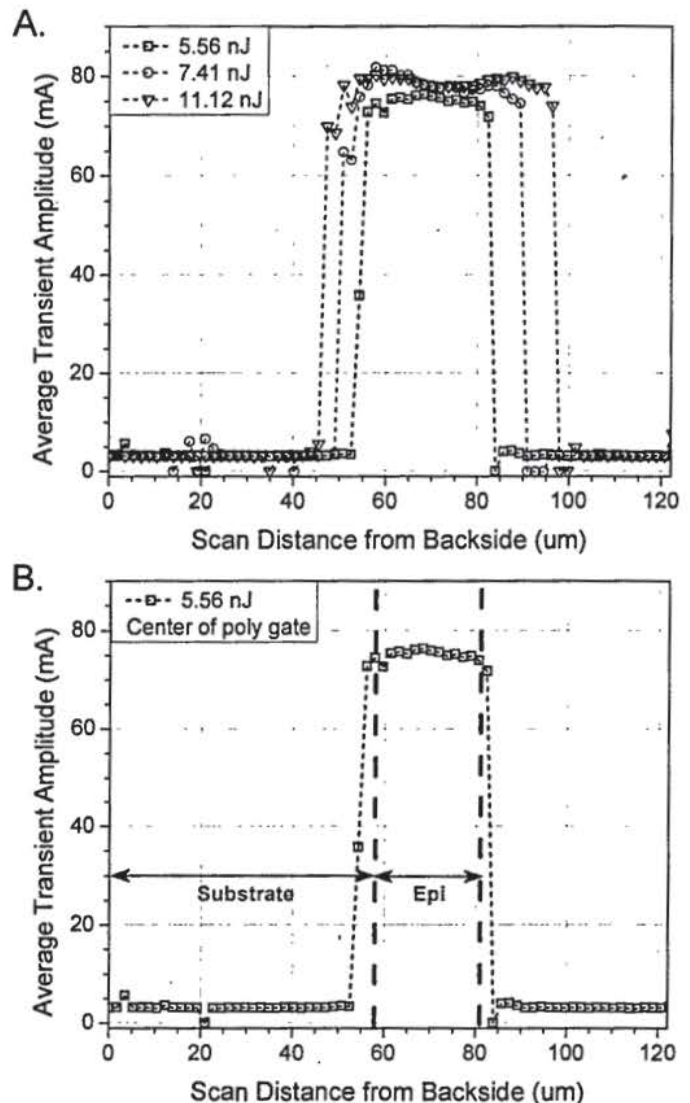 A.
5.56 nJ
7.41 nJ
11.12 nJ
Average Transient Amplitude (mA)
80
60
40
20
0
0 20 40 60 80 100 120
Scan Distance from Backside (um)
B.
5.56 nJ
Center of poly gate
Average Transient Amplitude (mA)
80
60
40
20
0
Substrate Epi
0 20 40 60 80 100 120
Scan Distance from Backside (um)